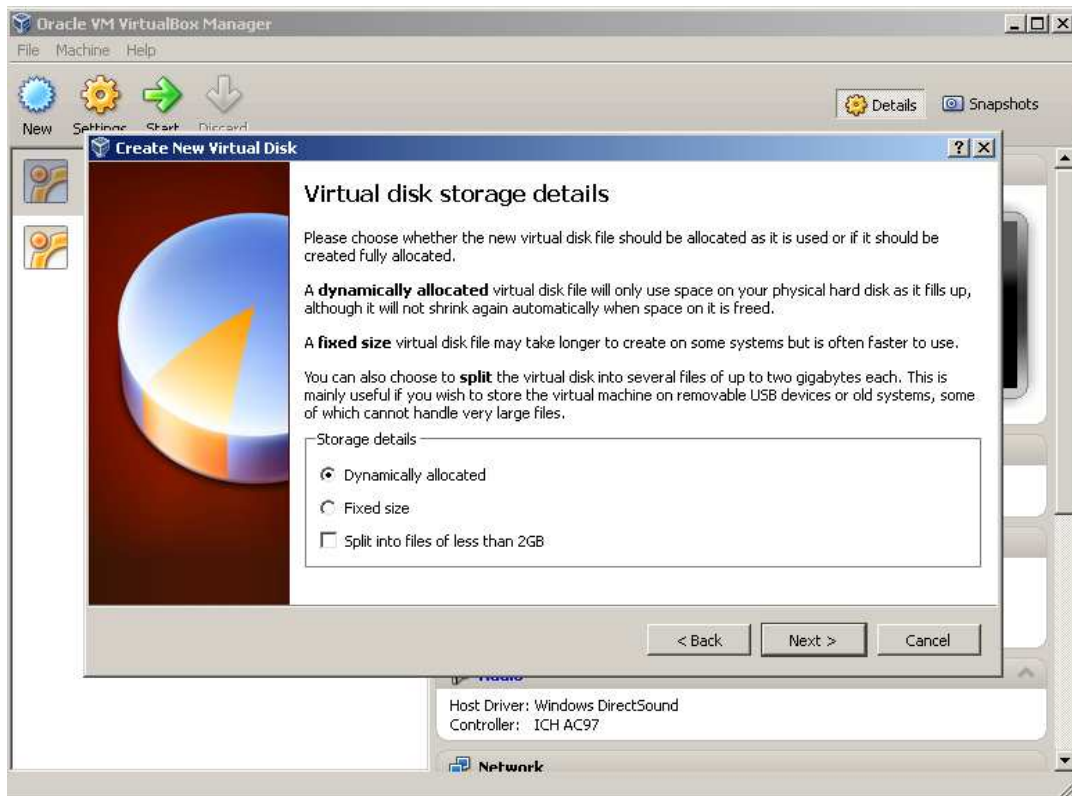 Oracle VM VirtualBox Manager
File Machine Help
New Settings Start Discard
Details Snapshots
Create New Virtual Disk
Virtual disk storage details
Please choose whether the new virtual disk file should be allocated as it is used or if it should be
created fully allocated.
A dynamically allocated virtual disk file will only use space on your physical hard disk as it fills up,
although it will not shrink again automatically when space on it is freed.
A fixed size virtual disk file may take longer to create on some systems but is often faster to use.
You can also choose to split the virtual disk into several files of up to two gigabytes each. This is
mainly useful if you wish to store the virtual machine on removable USB devices or old systems, some
of which cannot handle very large files.
Storage details
Dynamically allocated
Fixed size
Split into files of less than 2GB
< Back Next > Cancel
Audio
Host Driver: Windows DirectSound
Controller: ICH AC97
Network